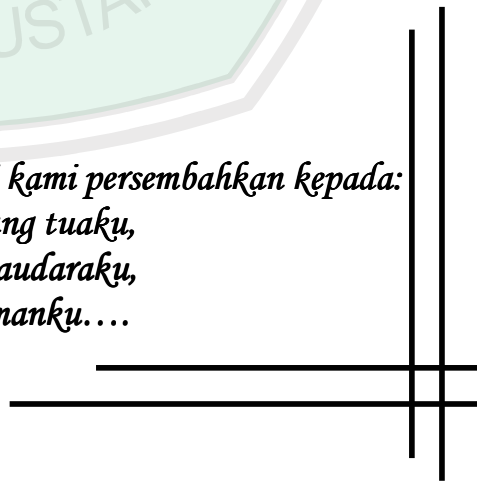 USTA
kami persembahkan kepada:
ng tuaku,
audaraku,
nanku....